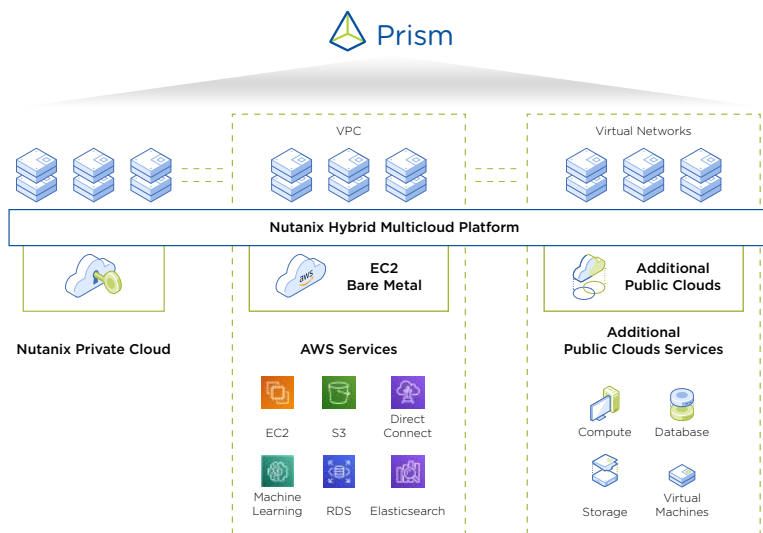 Prism
VPC
Virtual Networks
Nutanix Hybrid Multicloud Platform
aws
EC2
Bare Metal
Additional
Public Clouds
Nutanix Private Cloud
AWS Services
Additional
Public Clouds Services
EC2
S3
Direct
Connect
Compute
Database
Machine
Learning
RDS
Elasticsearch
Storage
Virtual
Machines